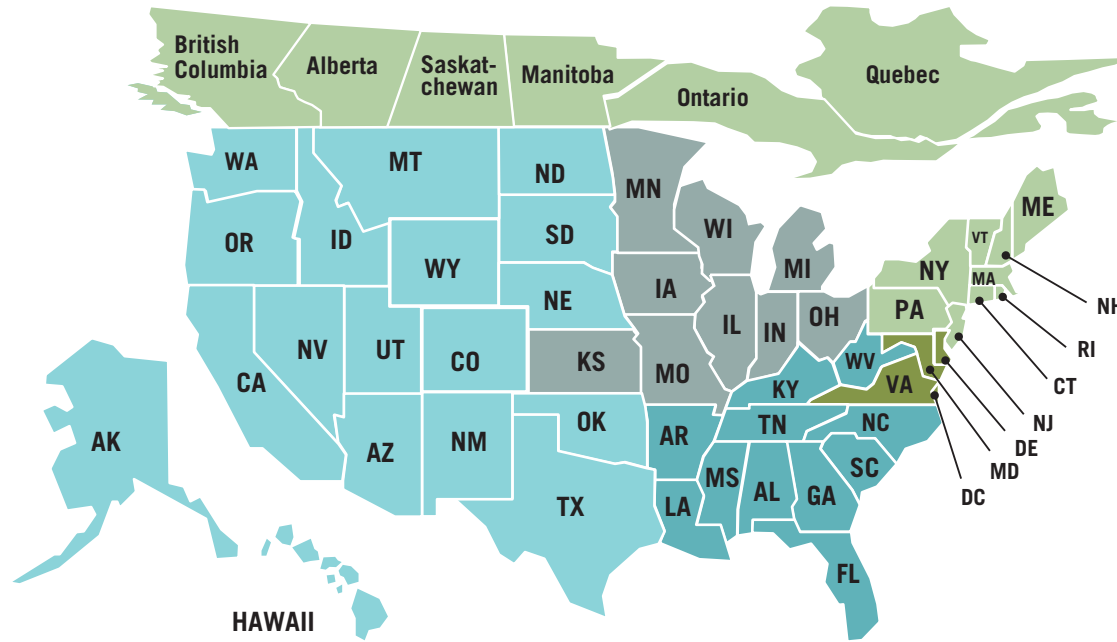 British
Columbia
Alberta
Saskat-
chewan
Manitoba
Ontario
Quebec
WA
MT
ND
MN
OR
ID
WY
SD
WI
MI
NY
VT
ME
NH
MA
RI
CT
NJ
DE
MD
DC
CA
NV
UT
CO
NE
IA
IL
IN
OH
PA
KS
MO
KY
WV
VA
AK
AZ
NM
OK
AR
TN
NC
TX
LA
MS
AL
GA
SC
FL
HAWAII